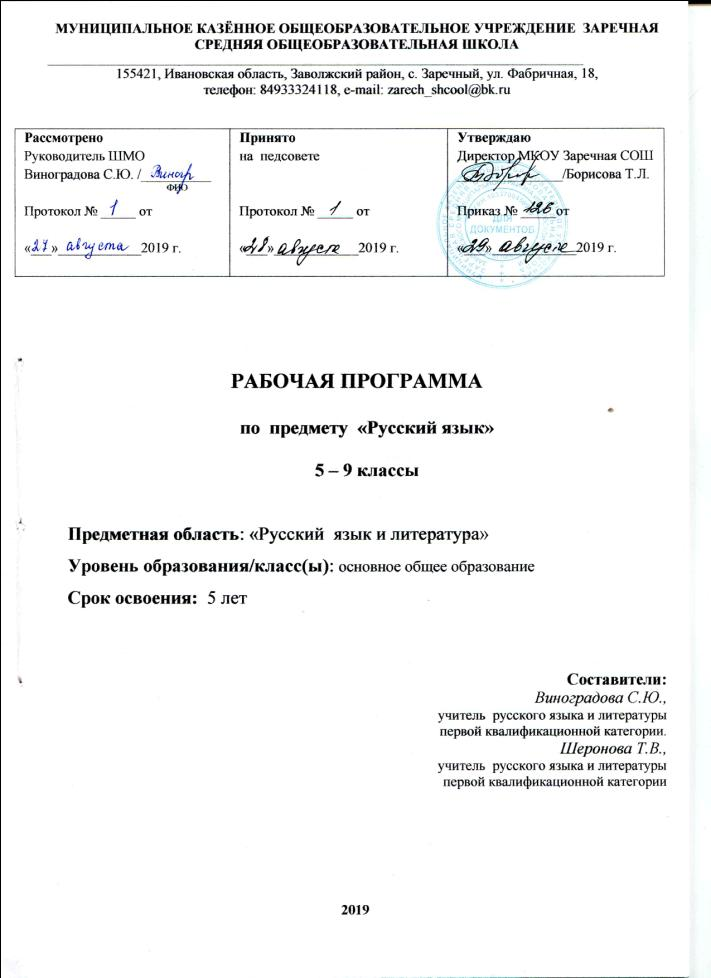 МУНИЦИПАЛЬНОЕ КАЗЁННОЕ ОБЩЕОБРАЗОВАТЕЛЬНОЕ УЧРЕЖДЕНИЕ ЗАРЕЧНАЯ
СРЕДНЯЯ ОБЩЕОБРАЗОВАТЕЛЬНАЯ ШКОЛА
155421, Ивановская область, Заволжский район, с. Заречный, ул. Фабричная, 18,
телефон: 84933324118, e-mail: zarech_shcool@bk.ru
Рассмотрено
Руководитель ШМО
Виноградова С.Ю. / Виногр
ФИО
Протокол № 1 от
«27» августа 2019 г.
Принято
на педсовете
Протокол № 1 от
«28» августа 2019 г.
Утверждаю
Директор МКОУ Заречная СОШ
/Борисова Т.Л.
Приказ № 126 от
«29» августа 2019 г.
ДЛЯ
ДОКУМЕНТОВ
РАБОЧАЯ ПРОГРАММА
по предмету «Русский язык»
5 – 9 классы
Предметная область: «Русский язык и литература»
Уровень образования/класс(ы): основное общее образование
Срок освоения: 5 лет
Составители:
Виноградова С.Ю.,
учитель русского языка и литературы
первой квалификационной категории.
Шеронова Т.В.,
учитель русского языка и литературы
первой квалификационной категории
2019